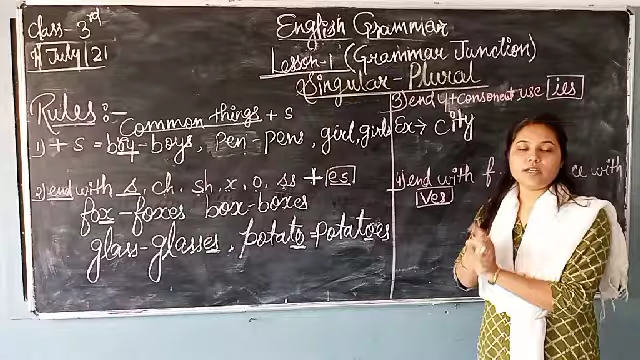 Class - 3rd
July/21
English Grammar
Lesson-1 (Grammar Junction)
Singular - Plural
Rules:-
Common things + s
1) + s = boy-boys, pen-pens, girl, girls
2) end with s, ch, sh, x, o, ss + es
fox-foxes box-boxes
glass-glasses, potato-potatoes
3) end y+consonent use ies
Ex→ City
4) end with f with
ves